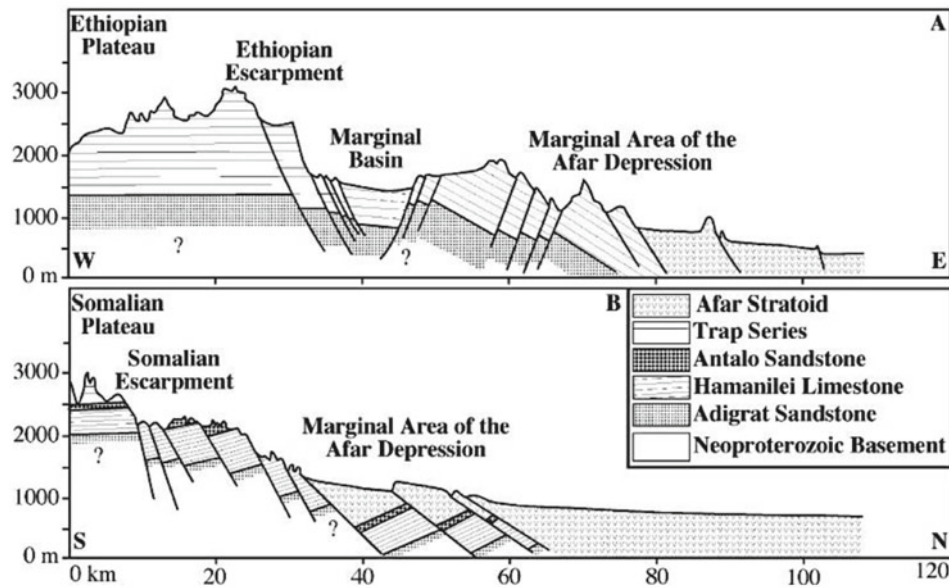 Ethiopian
Plateau
A
Ethiopian
Escarpment
3000
Marginal
Basin
Marginal Area of the
Afar Depression
2000
1000
?
?
0 m
W
E
Somalian
Plateau
B
Afar Stratoid
Trap Series
Antalo Sandstone
Hamanilei Limestone
Adigrat Sandstone
Neoproterozoic Basement
Somalian
Escarpment
3000
Marginal Area of the
Afar Depression
2000
?
1000
?
0 m
S
N
0 km
20
40
60
80
100
120